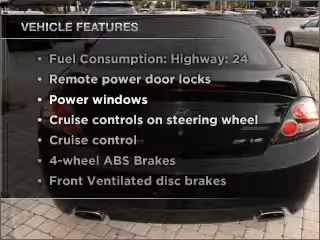 VEHICLE FEATURES
• Fuel Consumption: Highway: 24
• Remote power door locks
• Power windows
• Cruise controls on steering wheel
• Cruise control
• 4-wheel ABS Brakes
• Front Ventilated disc brakes